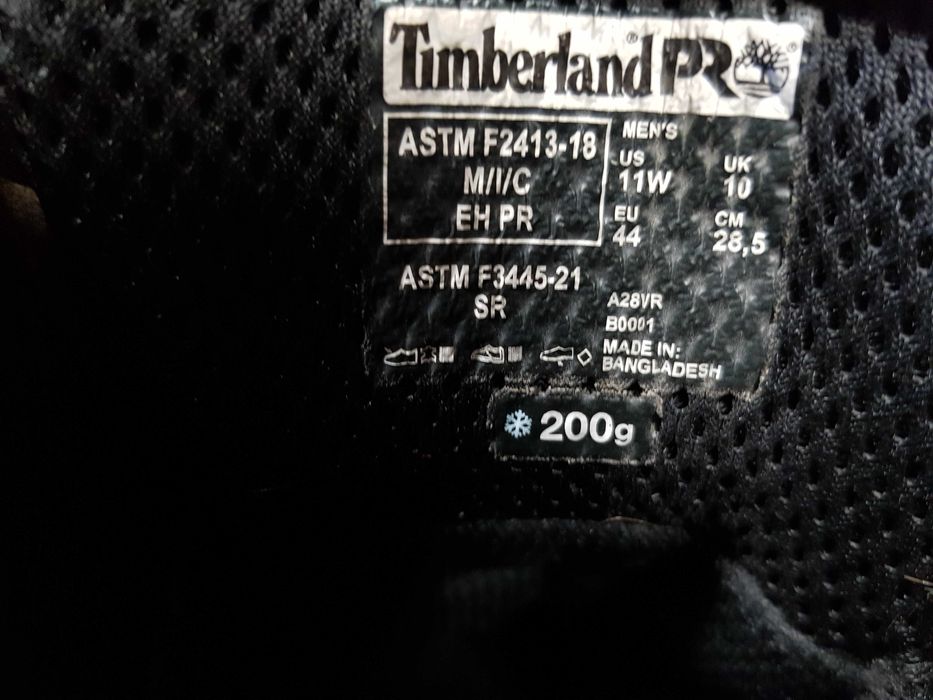 Timberland® PRO®
ASTM F2413-18
M/I/C
EH PR
MEN'S
US UK
11W 10
EU CM
44 28,5
ASTM F3445-21
SR
A28VR
B0001
MADE IN:
BANGLADESH
200g